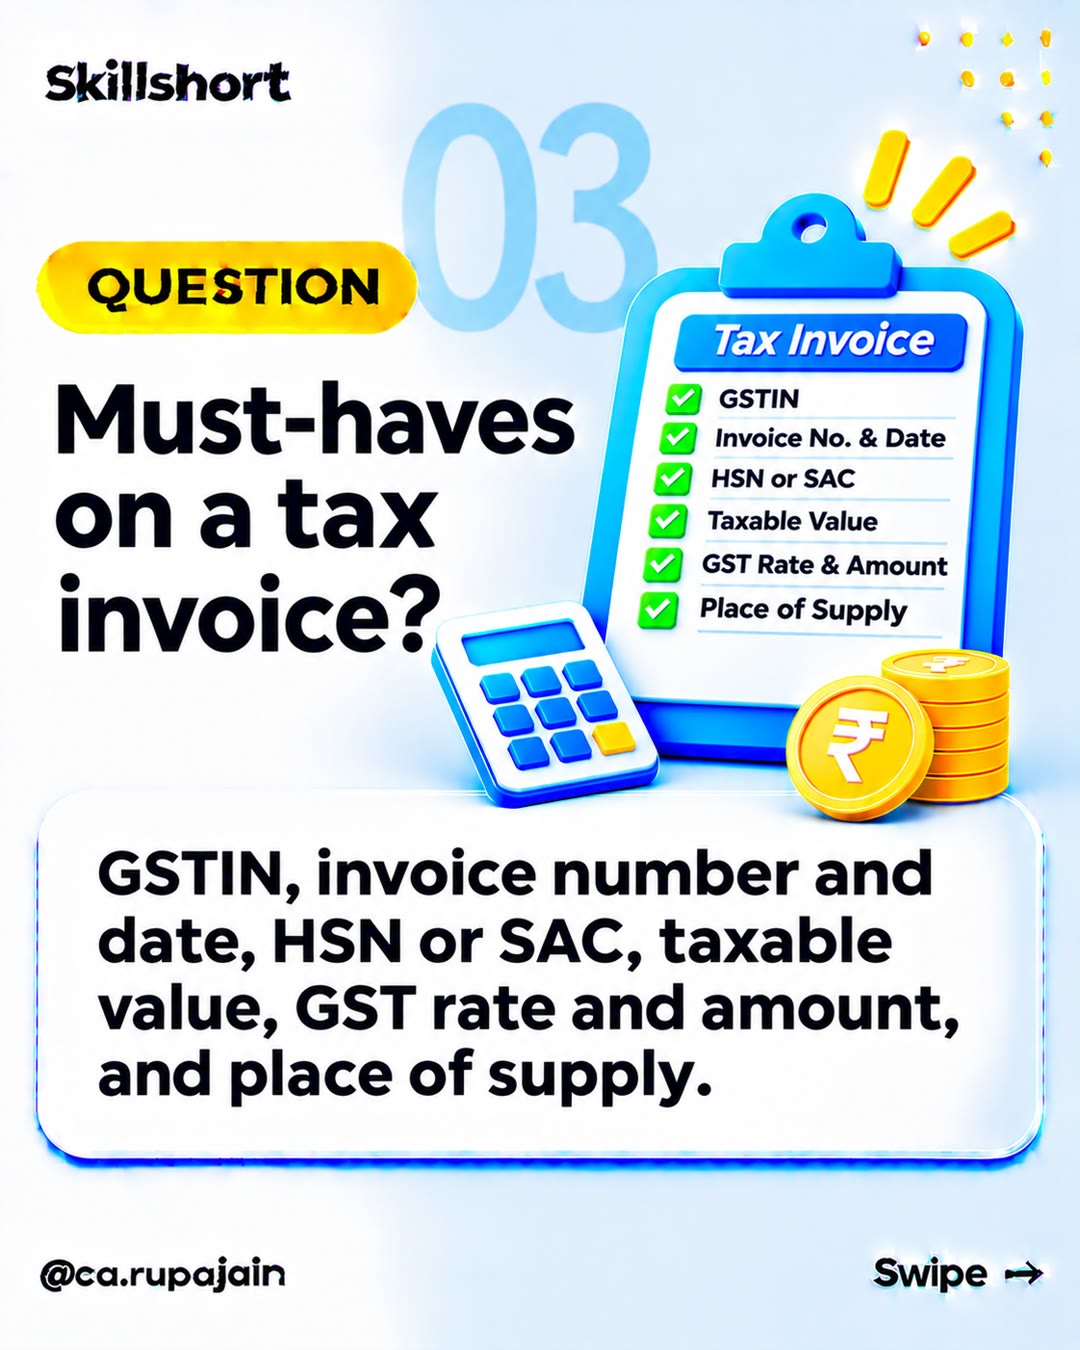 Skillshort
03
QUESTION
Must-haves
on a tax
invoice?
Tax Invoice
GSTIN
Invoice No. & Date
HSN or SAC
Taxable Value
GST Rate & Amount
Place of Supply
₹
₹
GSTIN, invoice number and
date, HSN or SAC, taxable
value, GST rate and amount,
and place of supply.
@ca.rupajain
Swipe →